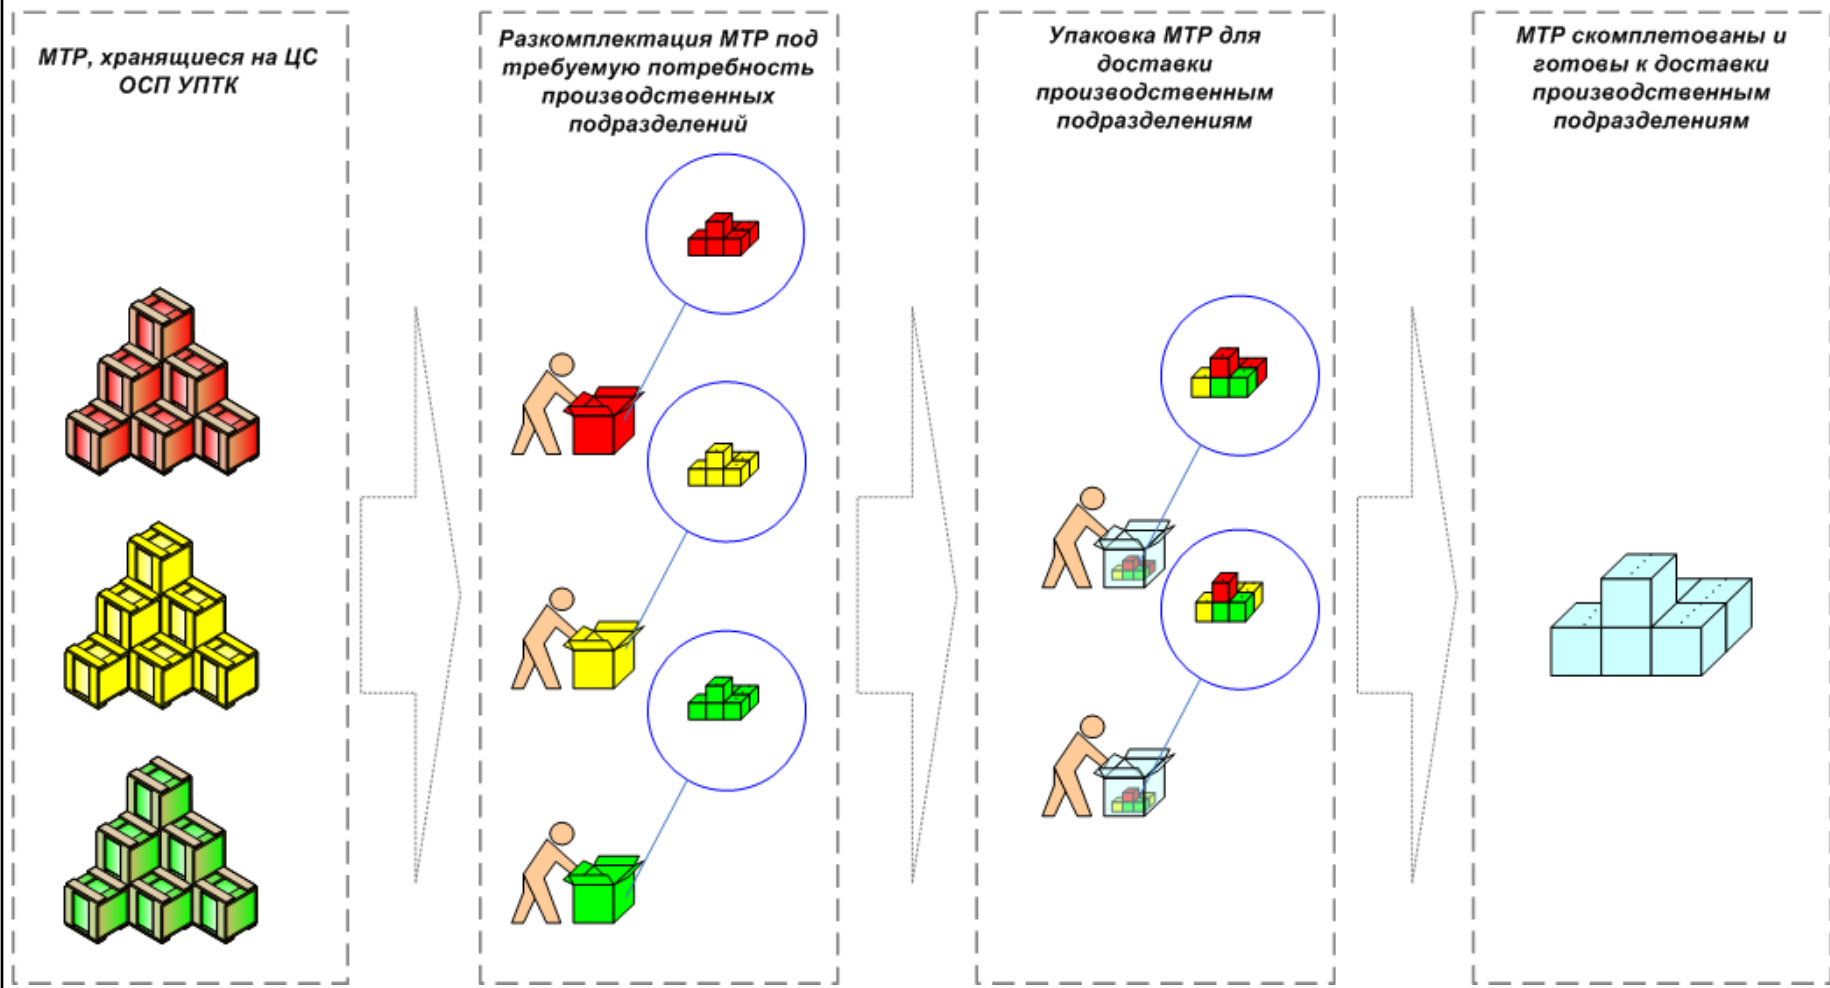 МТР, хранящиеся на ЦС
ОСП УПТК
Разкомплектация МТР под
требуемую потребность
производственных
подразделений
Упаковка МТР для
доставки
производственным
подразделениям
МТР скомплетованы и
готовы к доставки
производственным
подразделениям